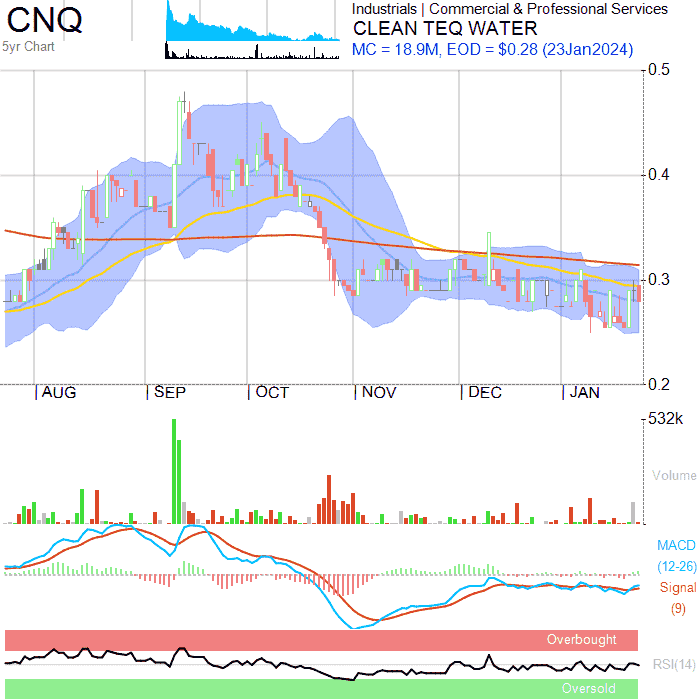 CNQ
5yr Chart
Industrials | Commercial & Professional Services
CLEAN TEQ WATER
MC = 18.9M, EOD = $0.28 (23Jan2024)
0.5
0.4
0.3
0.2
AUG SEP OCT NOV DEC JAN
532k
Volume
MACD
(12-26)
Signal
(9)
Overbought
RSI(14)
Oversold